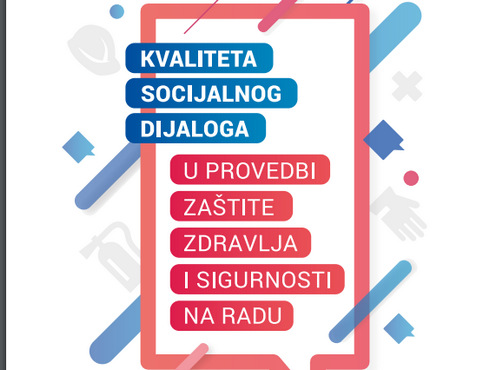 KVALITETA
SOCIJALNOG
DIJALOGA
U PROVEDBI
ZAŠTITE
ZDRAVLJA
I SIGURNOSTI
NA RADU